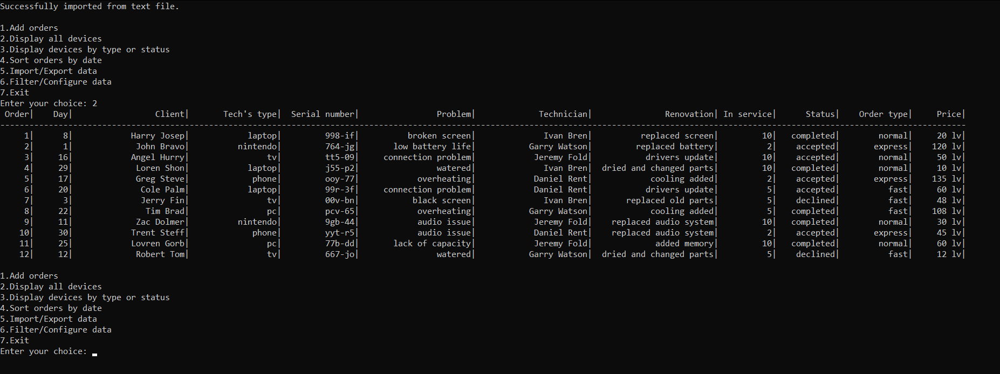 Successfully imported from text file.
1.Add orders
2.Display all devices
3.Display devices by type or status
4.Sort orders by date
5.Import/Export data
6.Filter/Configure data
7.Exit
Enter your choice: 2
Order| Day| Client| Tech's type| Serial number| Problem| Technician| Renovation| In service| Status| Order type| Price|
--------------------------------------------------------------------------------
1| 8| Harry Josep| laptop| 998-if| broken screen| Ivan Bren| replaced screen| 10| completed| normal| 20 lv|
2| 1| John Bravo| nintendo| 764-jg| low battery life| Garry Watson| replaced battery| 2| accepted| express| 120 lv|
3| 16| Angel Hurry| tv| tt5-09| connection problem| Jeremy Fold| drivers update| 10| accepted| normal| 50 lv|
4| 29| Loren Shon| laptop| j55-p2| watered| Ivan Bren| dried and changed parts| 10| completed| normal| 10 lv|
5| 17| Greg Steve| phone| ooy-77| overheating| Daniel Rent| cooling added| 2| accepted| express| 135 lv|
6| 20| Cole Palm| laptop| 99r-3f| connection problem| Daniel Rent| drivers update| 5| accepted| fast| 60 lv|
7| 3| Jerry Fin| tv| 00v-bn| black screen| Ivan Bren| replaced old parts| 5| declined| fast| 48 lv|
8| 22| Tim Brad| pc| pcv-65| overheating| Garry Watson| cooling added| 5| completed| fast| 108 lv|
9| 11| Zac Dolmer| nintendo| 9gb-44| audio issue| Jeremy Fold| replaced audio system| 10| completed| normal| 30 lv|
10| 30| Trent Steff| phone| yyt-r5| audio issue| Daniel Rent| replaced audio system| 2| accepted| express| 45 lv|
11| 25| Lovren Gorb| pc| 77b-dd| lack of capacity| Jeremy Fold| added memory| 10| completed| normal| 60 lv|
12| 12| Robert Tom| tv| 667-jo| watered| Garry Watson| dried and changed parts| 5| declined| fast| 12 lv|
1.Add orders
2.Display all devices
3.Display devices by type or status
4.Sort orders by date
5.Import/Export data
6.Filter/Configure data
7.Exit
Enter your choice: _